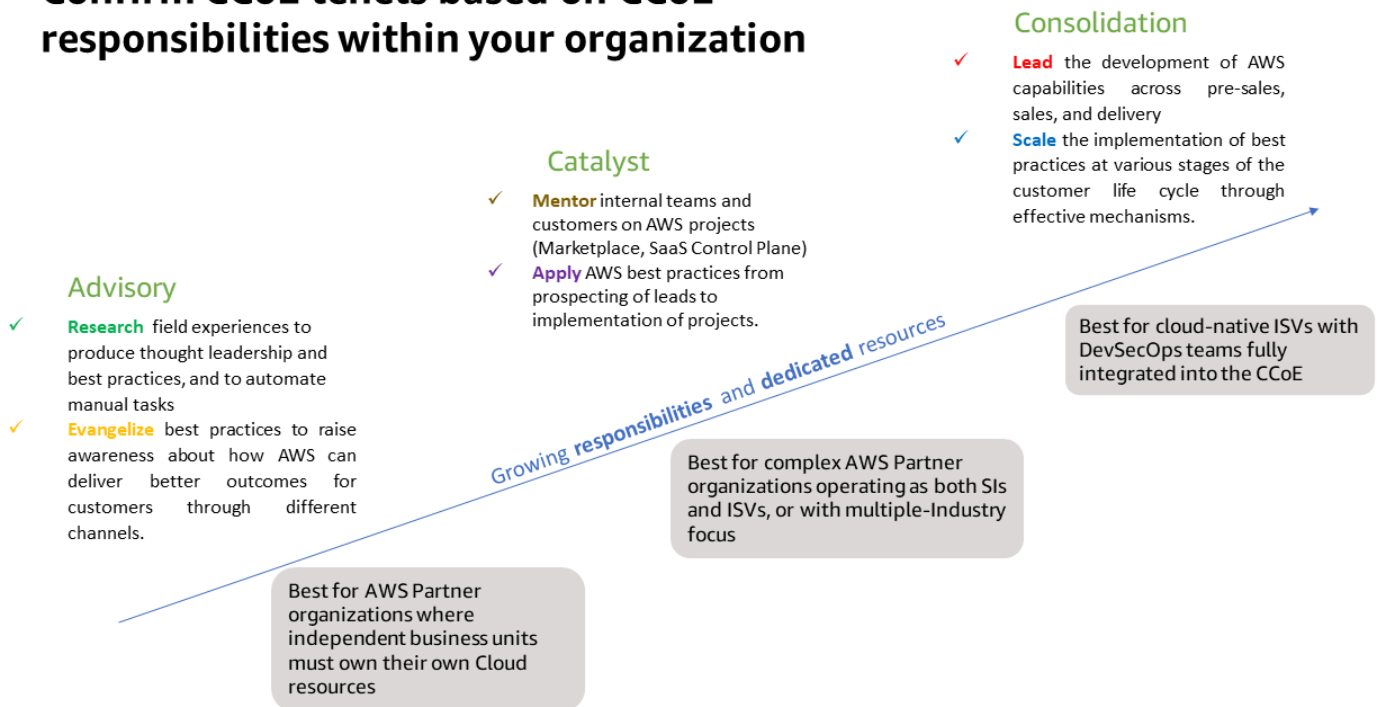 Confirm CCoE tenets based on CCoE
responsibilities within your organization
Consolidation
✓ Lead the development of AWS
capabilities across pre-sales,
sales, and delivery
✓ Scale the implementation of best
practices at various stages of the
customer life cycle through
effective mechanisms.
Catalyst
✓ Mentor internal teams and
customers on AWS projects
(Marketplace, SaaS Control Plane)
✓ Apply AWS best practices from
prospecting of leads to
implementation of projects.
Advisory
✓ Research field experiences to
produce thought leadership and
best practices, and to automate
manual tasks
✓ Evangelize best practices to raise
awareness about how AWS can
deliver better outcomes for
customers through different
channels.
Growing responsibilities and dedicated resources
Best for cloud-native ISVs with
DevSecOps teams fully
integrated into the CCoE
Best for complex AWS Partner
organizations operating as both SIs
and ISVs, or with multiple-Industry
focus
Best for AWS Partner
organizations where
independent business units
must own their own Cloud
resources